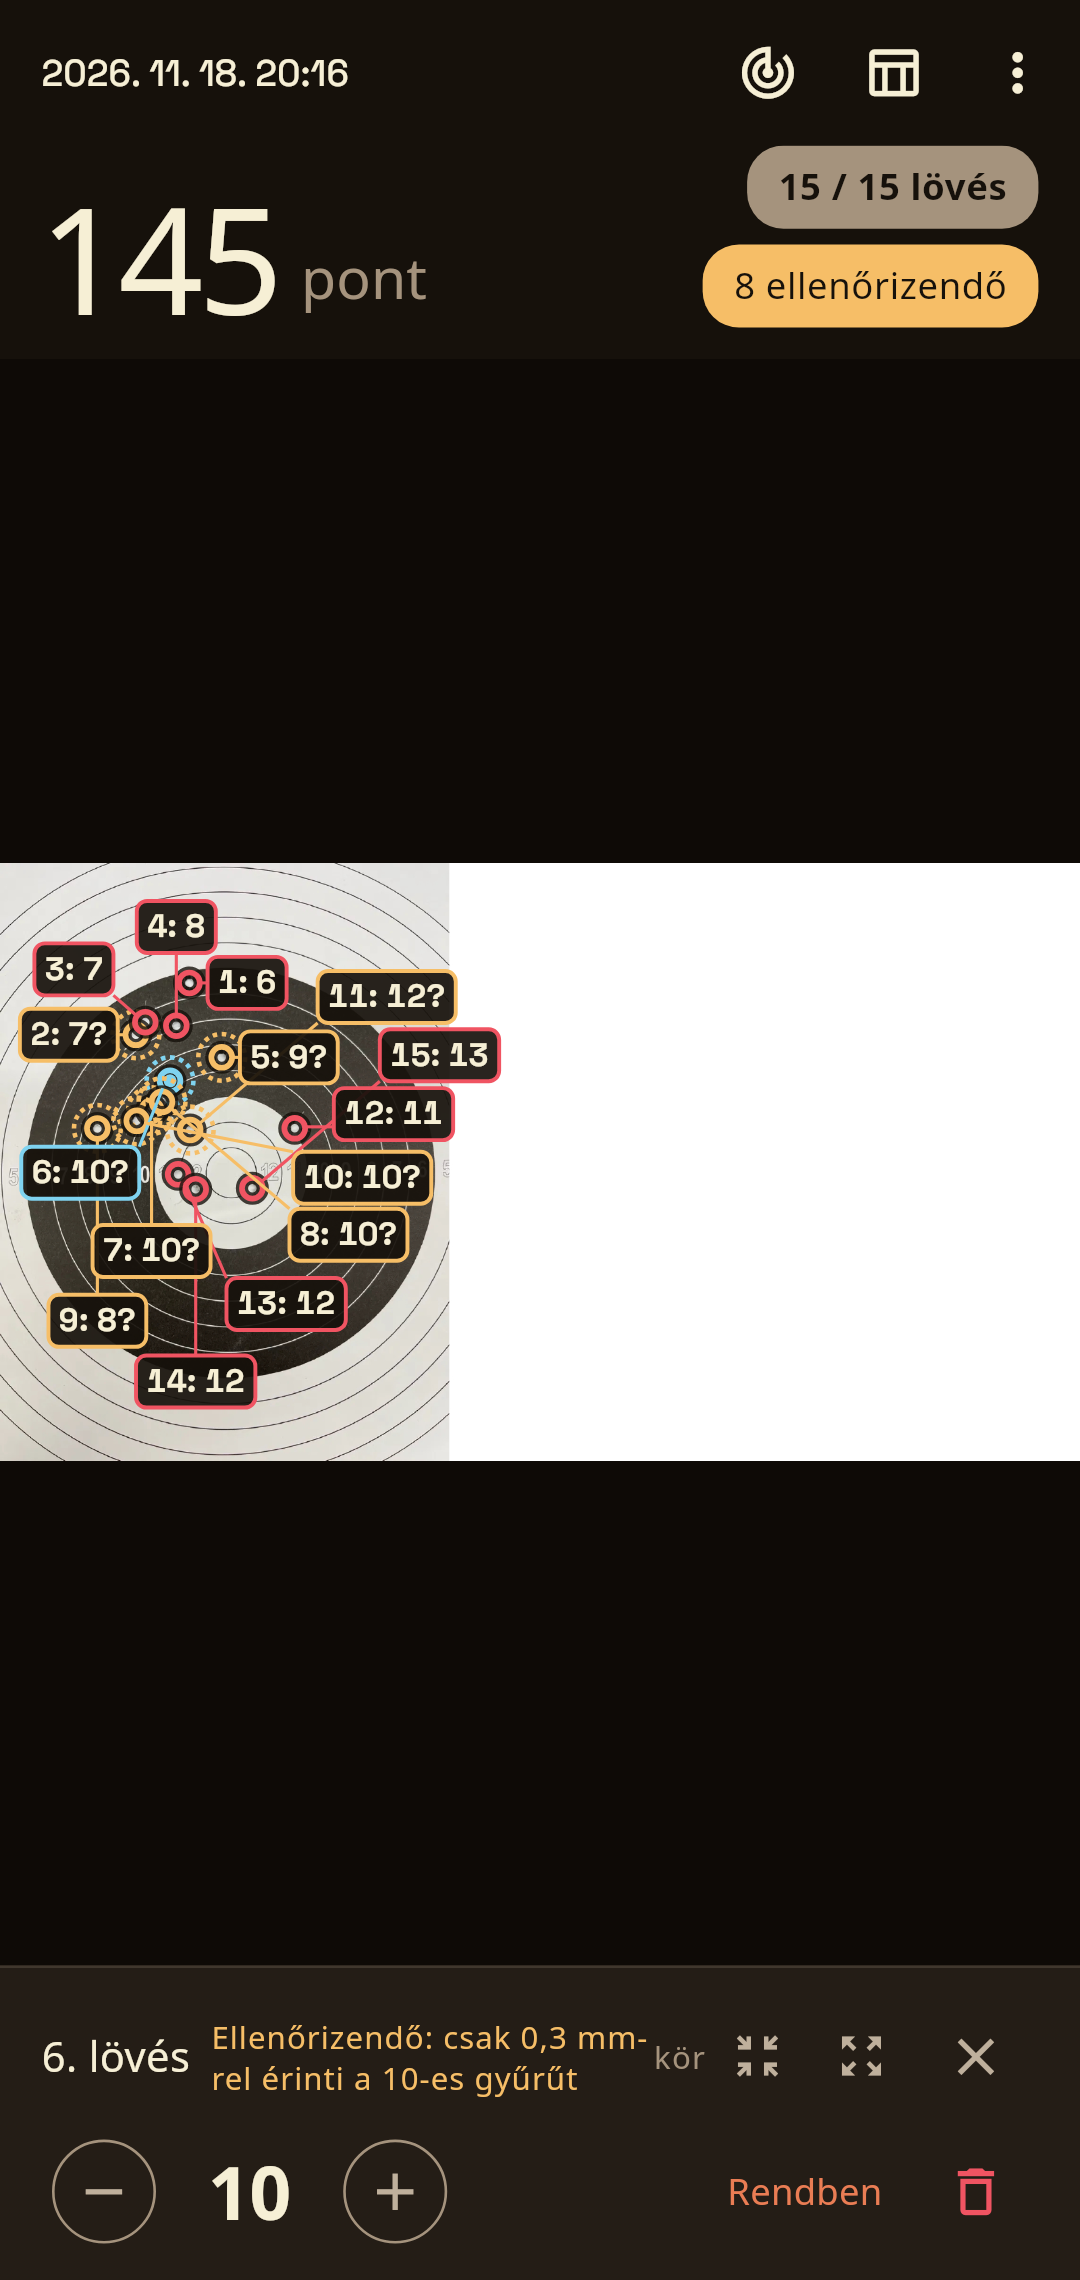 2026. 11. 18. 20:16
145 pont
15 / 15 lövés
8 ellenőrizendő
4: 8
3: 7
1: 6
11: 12?
2: 7?
5: 9?
15: 13
12: 11
6: 10?
10: 10?
8: 10?
7: 10?
13: 12
9: 8?
14: 12
6. lövés
Ellenőrizendő: csak 0,3 mm-
rel érinti a 10-es gyűrűt
kör
10
Rendben